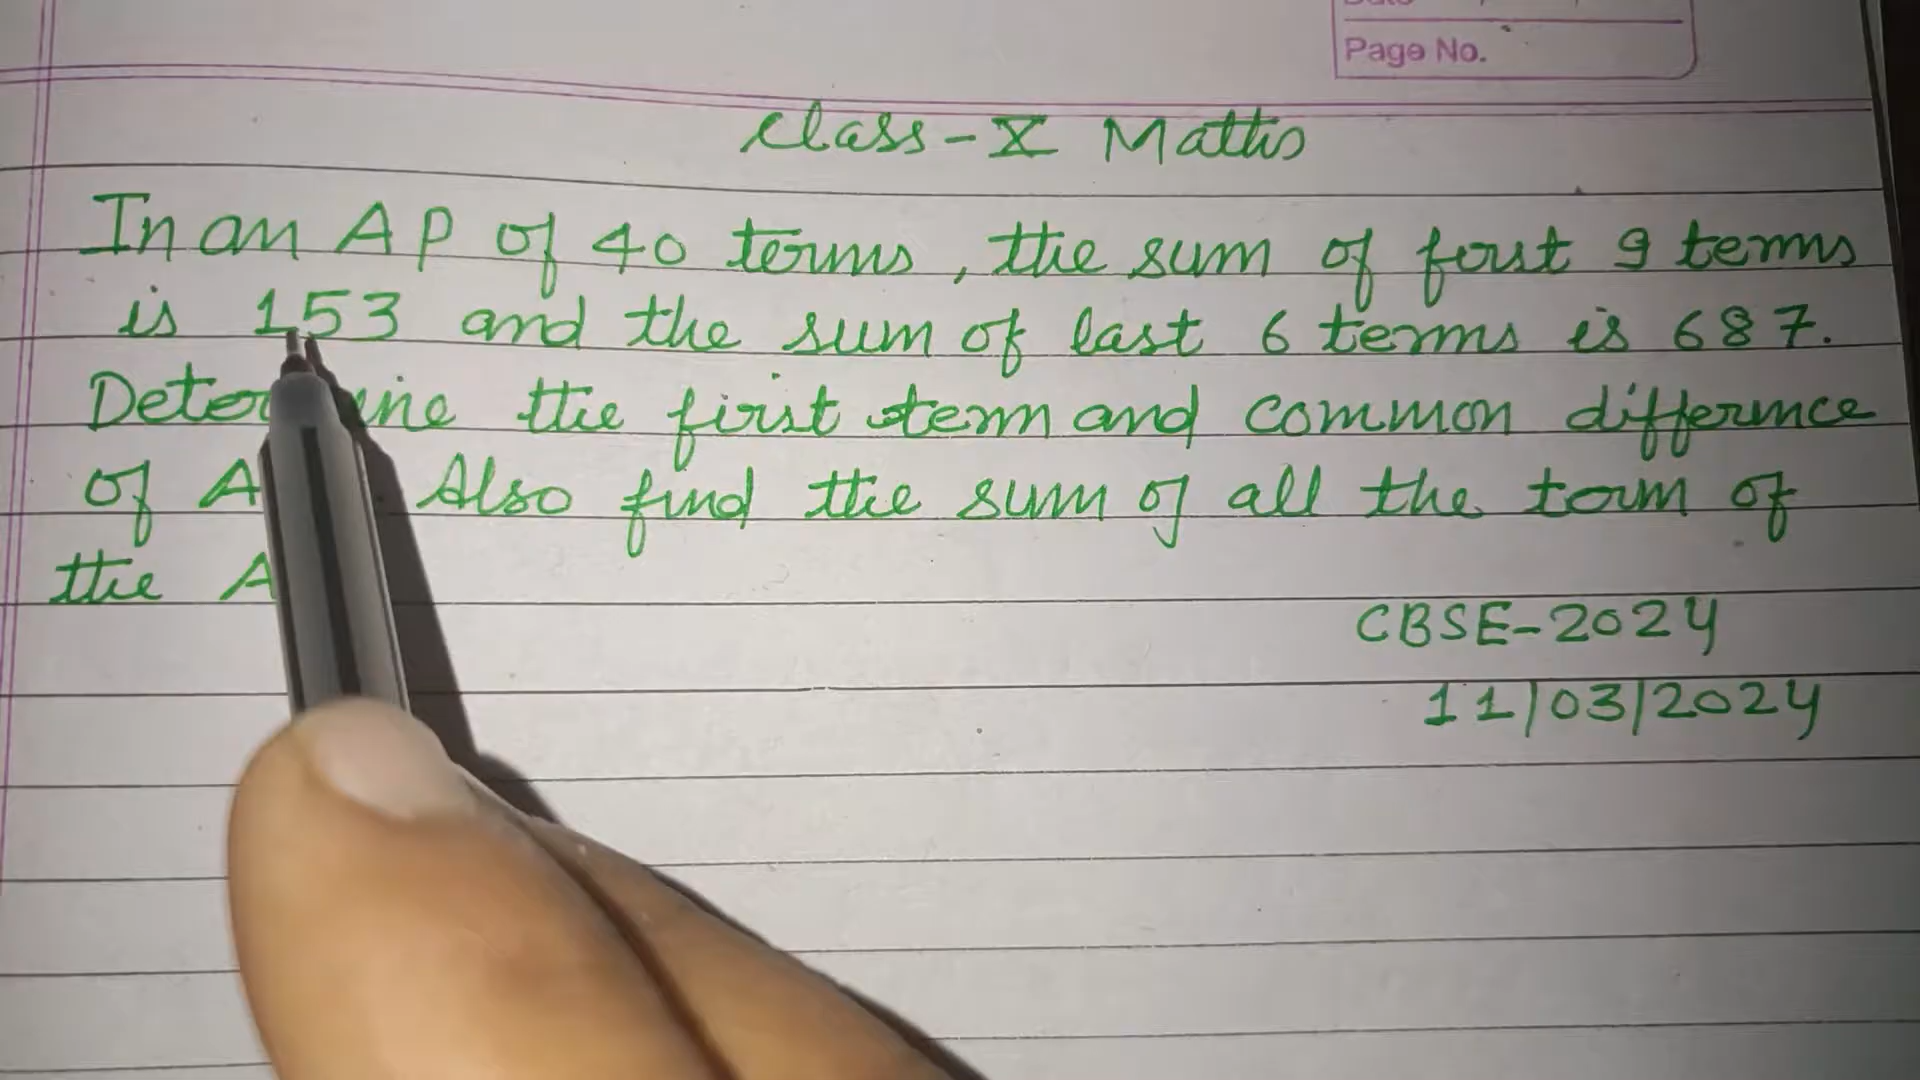 Page No.
Class-X Maths
In an AP of 40 terms, the sum of first 9 terms
is 153 and the sum of last 6 terms is 687.
the first term and common difference
of Also find the sum of all the term of
the
CBSE-2024
11/03/2024